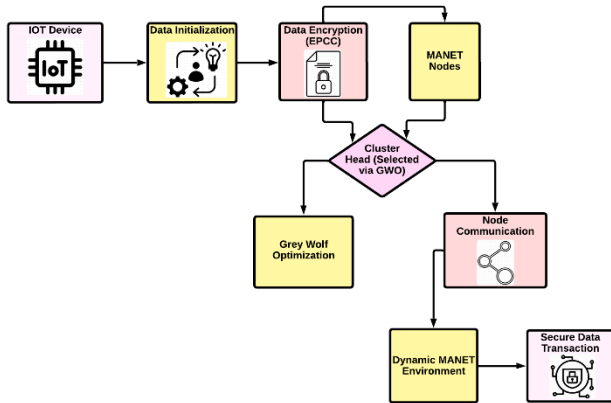 IOT Device
IoT
Data Initialization
Data Encryption
(EPCC)
MANET
Nodes
Cluster
Head (Selected
via GWO)
Grey Wolf
Optimization
Node
Communication
Dynamic MANET
Environment
Secure Data
Transaction